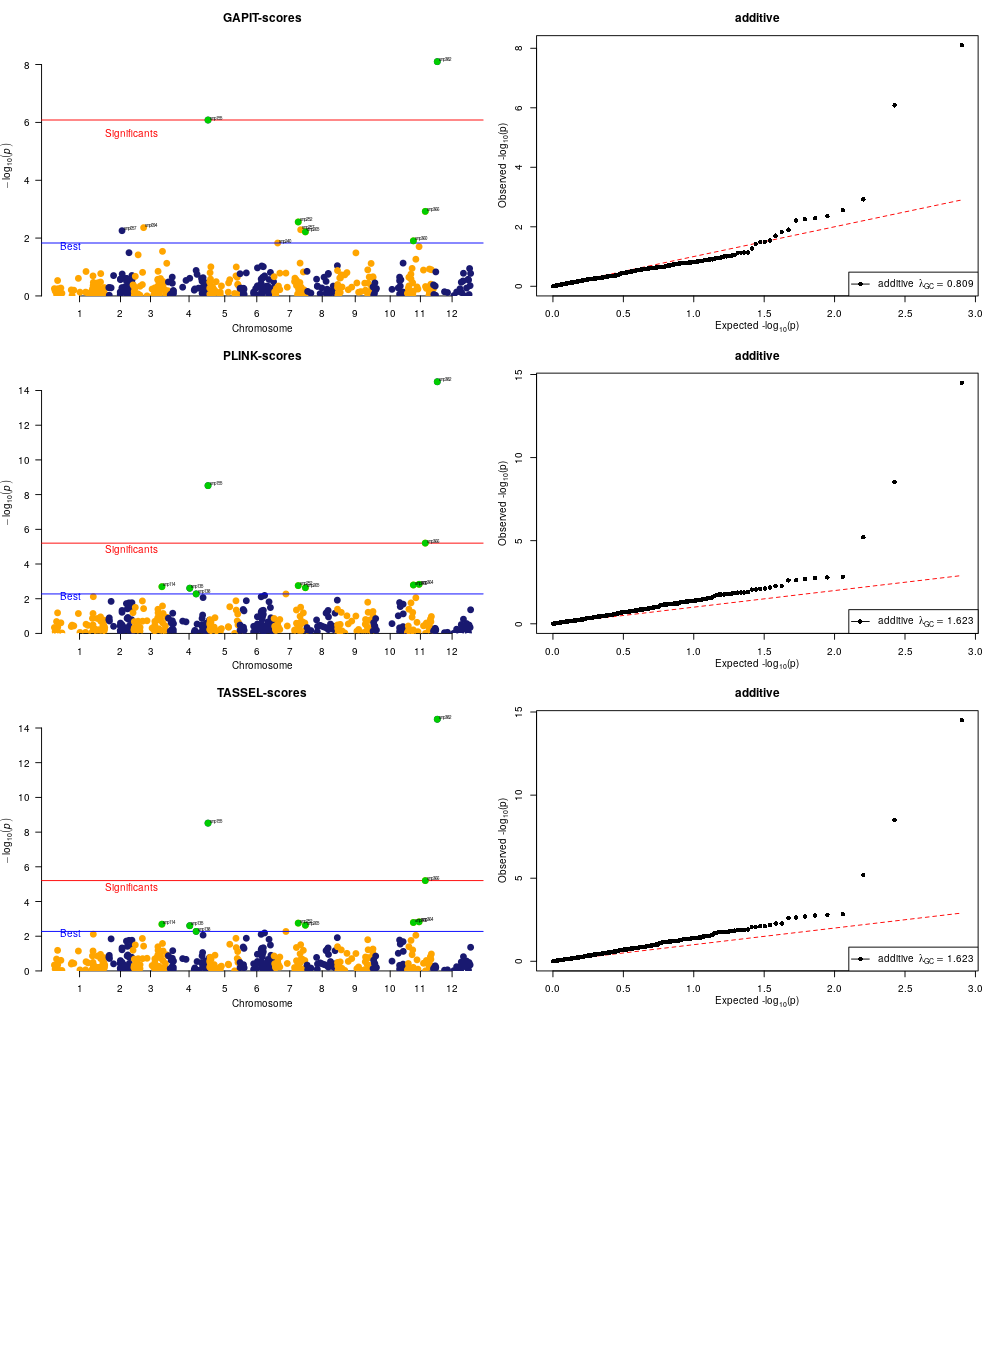 GAPIT-scores
additive
8
6
4
2
0
−log10(p)
Significants
Best
1 2 3 4 5 6 7 8 9 10 11 12
Chromosome
8
6
4
2
0
Observed -log10(p)
additive λGC = 0.809
0.0 0.5 1.0 1.5 2.0 2.5 3.0
Expected -log10(p)
PLINK-scores
additive
14
12
10
8
6
4
2
0
−log10(p)
Significants
Best
1 2 3 4 5 6 7 8 9 10 11 12
Chromosome
15
10
5
0
Observed -log10(p)
additive λGC = 1.623
0.0 0.5 1.0 1.5 2.0 2.5 3.0
Expected -log10(p)
TASSEL-scores
additive
14
12
10
8
6
4
2
0
−log10(p)
Significants
Best
1 2 3 4 5 6 7 8 9 10 11 12
Chromosome
15
10
5
0
Observed -log10(p)
additive λGC = 1.623
0.0 0.5 1.0 1.5 2.0 2.5 3.0
Expected -log10(p)